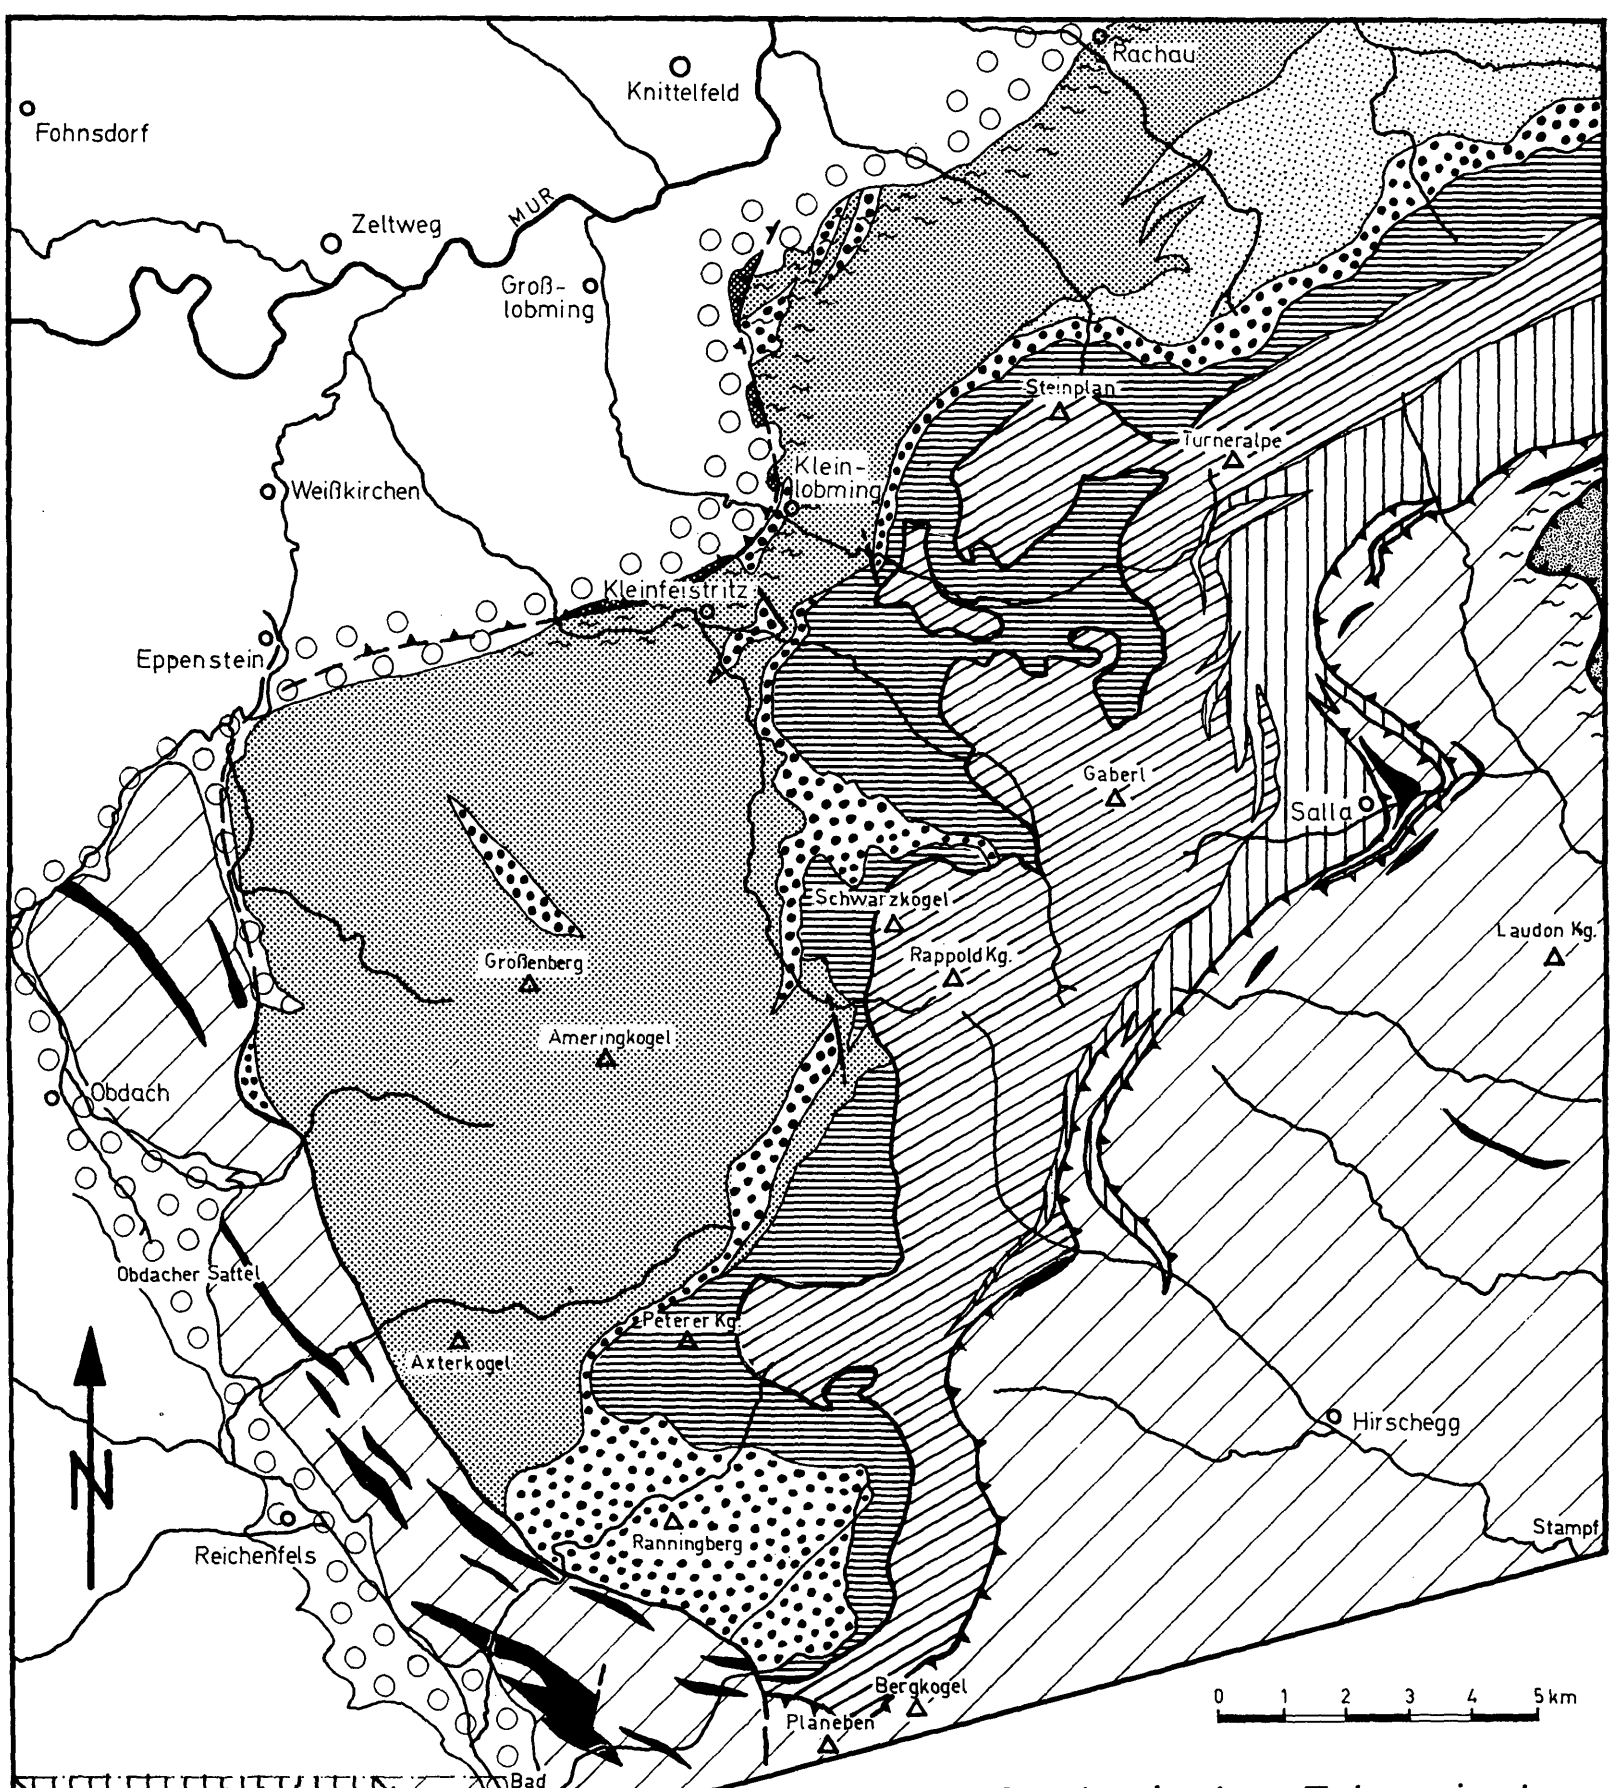 Rachau
Knittelfeld
Fohnsdorf
MUR
Zeltweg
Groß-
lobming
Steinplan
Turneralpe
Klein-
lobming
Weißkirchen
Kleinfeistritz
Eppenstein
Gaberl
Salla
Schwarzkogel
Laudon Kg.
Rappold Kg.
Großenberg
Ameringkogel
Obdach
Obdacher Sattel
Peterer Kg.
Axterkogel
N
Hirschegg
Stampf
Ranningberg
Reichenfels
Bergkogel
0 1 2 3 4 5 km
Planeben
Bad